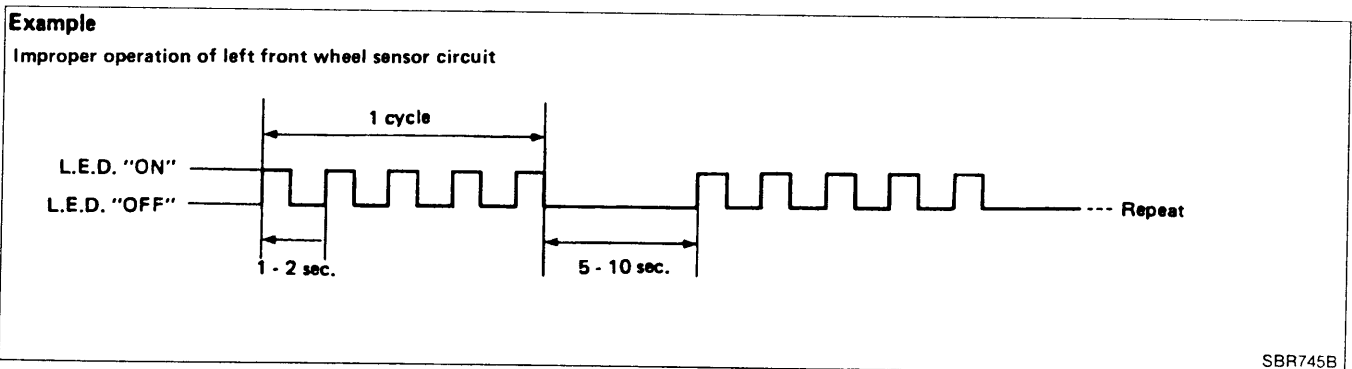 Example
Improper operation of left front wheel sensor circuit
1 cycle
L.E.D. "ON"
L.E.D. "OFF"
--- Repeat
1 - 2 sec.
5 - 10 sec.
SBR745B